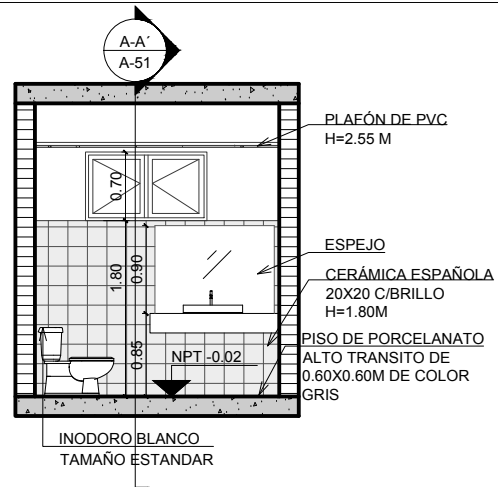 A-A´
A-51
PLAFÓN DE PVC
H=2.55 M
0.70
ESPEJO
1.80
0.90
CERÁMICA ESPAÑOLA
20X20 C/BRILLO
H=1.80M
PISO DE PORCELANATO
ALTO TRANSITO DE
0.60X0.60M DE COLOR
GRIS
0.85
NPT -0.02
INODORO BLANCO
TAMAÑO ESTANDAR